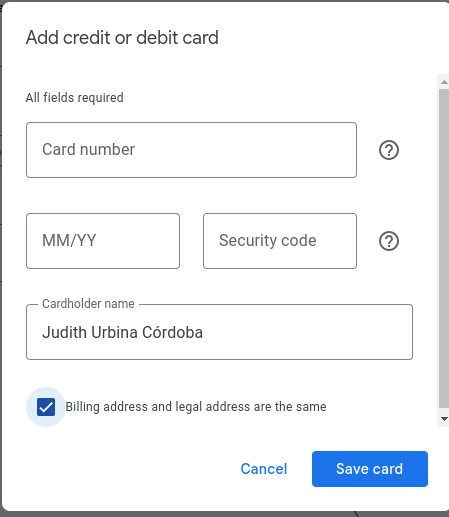 Add credit or debit card
All fields required
Card number
MM/YY
Security code
Cardholder name
Judith Urbina Córdoba
Billing address and legal address are the same
Cancel
Save card